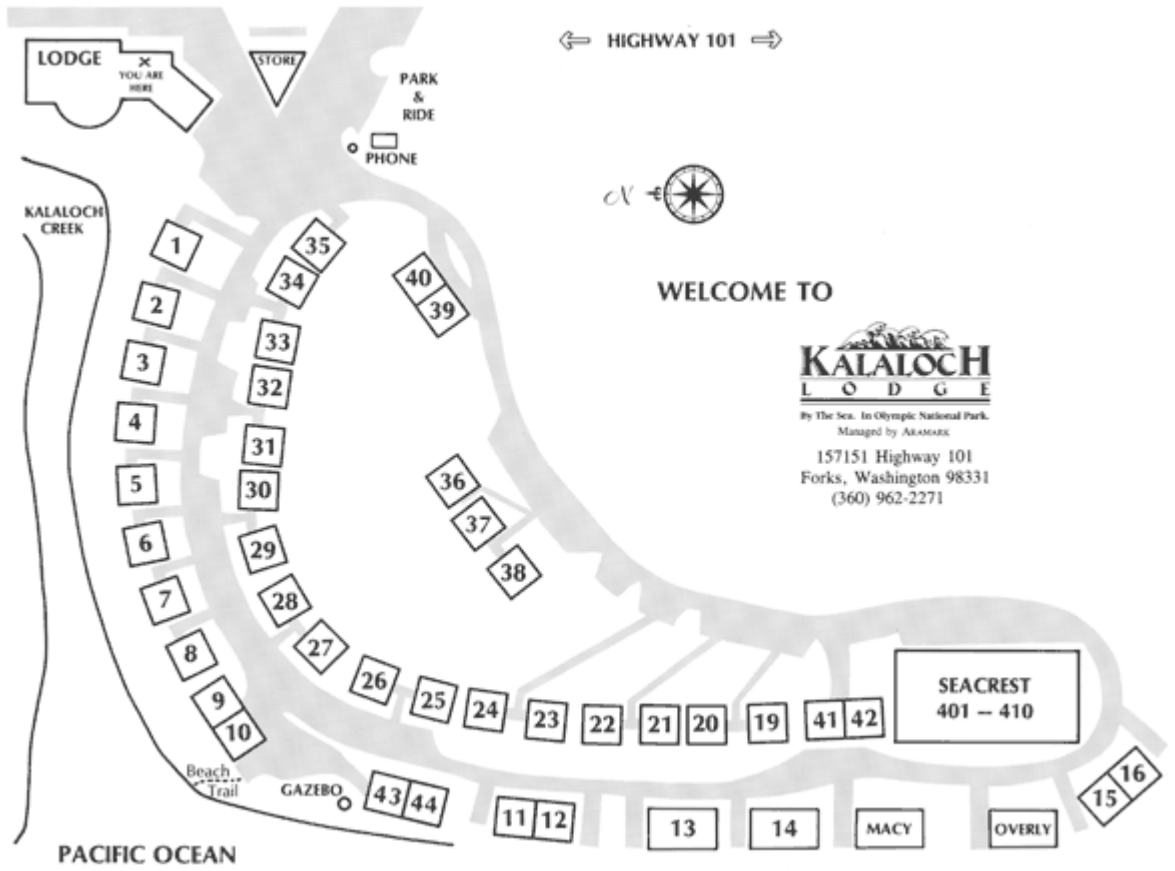 HIGHWAY 101
LODGE
YOU ARE
HERE
STORE
PARK
&
RIDE
PHONE
N
KALALOCH
CREEK
WELCOME TO
KALALOCH
LODGE
By The Sea. In Olympic National Park.
Managed by ARAMARK
157151 Highway 101
Forks, Washington 98331
(360) 962-2271
1
2
3
4
5
6
7
8
9
10
35
34
33
32
31
30
29
28
27
26
25
24
23
22
21
20
19
41
42
40
39
36
37
38
SEACREST
401 -- 410
Beach
Trail
GAZEBO
43
44
11
12
13
14
MACY
OVERLY
15
16
PACIFIC OCEAN